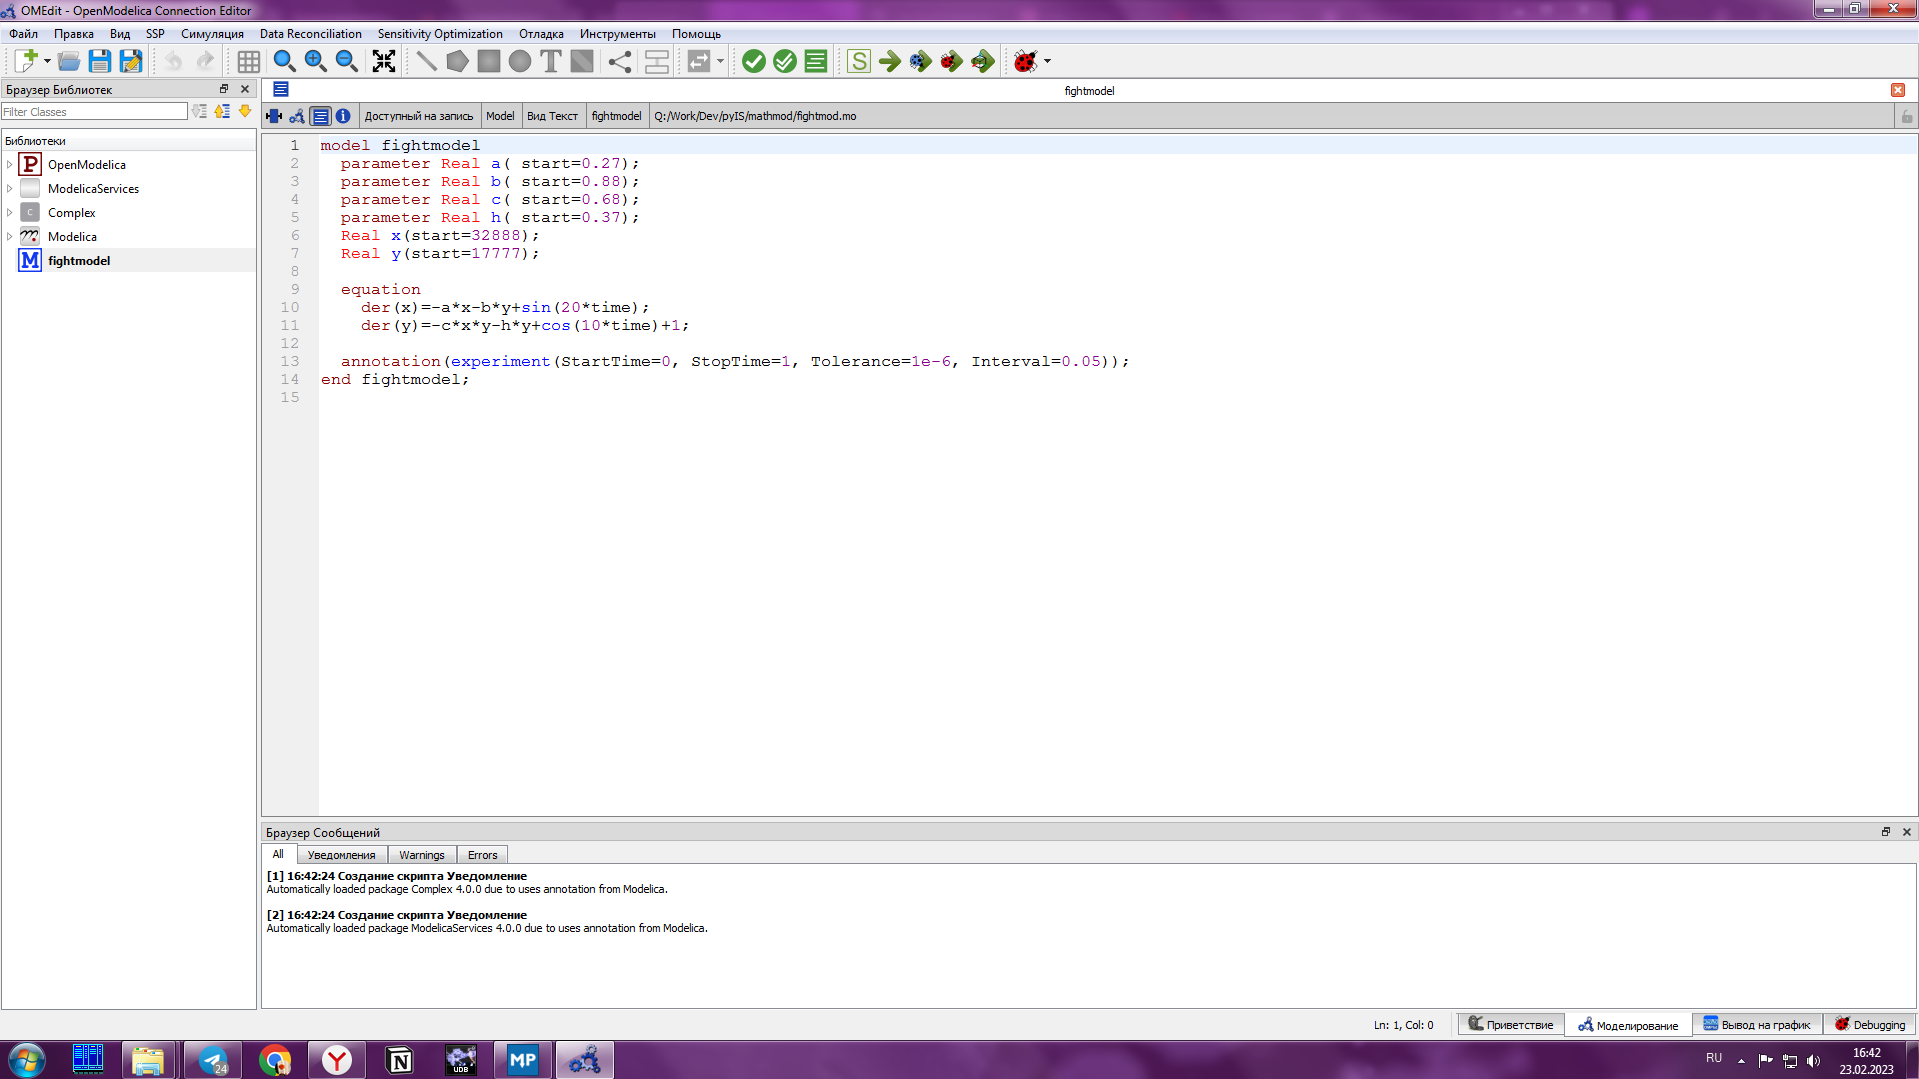 OMEdit - OpenModelica Connection Editor
Файл Правка Вид SSP Симуляция Data Reconciliation Sensitivity Optimization Отладка Инструменты Помощь
Браузер Библиотек
Filter Classes
Библиотеки
OpenModelica
ModelicaServices
Complex
Modelica
fightmodel
fightmodel
Доступный на запись Model Вид Текст fightmodel Q:/Work/Dev/pyIS/mathmod/fightmod.mo
1 model fightmodel
2 parameter Real a( start=0.27);
3 parameter Real b( start=0.88);
4 parameter Real c( start=0.68);
5 parameter Real h( start=0.37);
6 Real x(start=32888);
7 Real y(start=17777);
8
9 equation
10 der(x)=-a*x-b*y+sin(20*time);
11 der(y)=-c*x*y-h*y+cos(10*time)+1;
12
13 annotation(experiment(StartTime=0, StopTime=1, Tolerance=1e-6, Interval=0.05));
14 end fightmodel;
15
Браузер Сообщений
All Уведомления Warnings Errors
[1] 16:42:24 Создание скрипта Уведомление
Automatically loaded package Complex 4.0.0 due to uses annotation from Modelica.
[2] 16:42:24 Создание скрипта Уведомление
Automatically loaded package ModelicaServices 4.0.0 due to uses annotation from Modelica.
Ln: 1, Col: 0 Приветствие Моделирование Вывод на график Debugging
24
UDB
MP
RU
16:42
23.02.2023